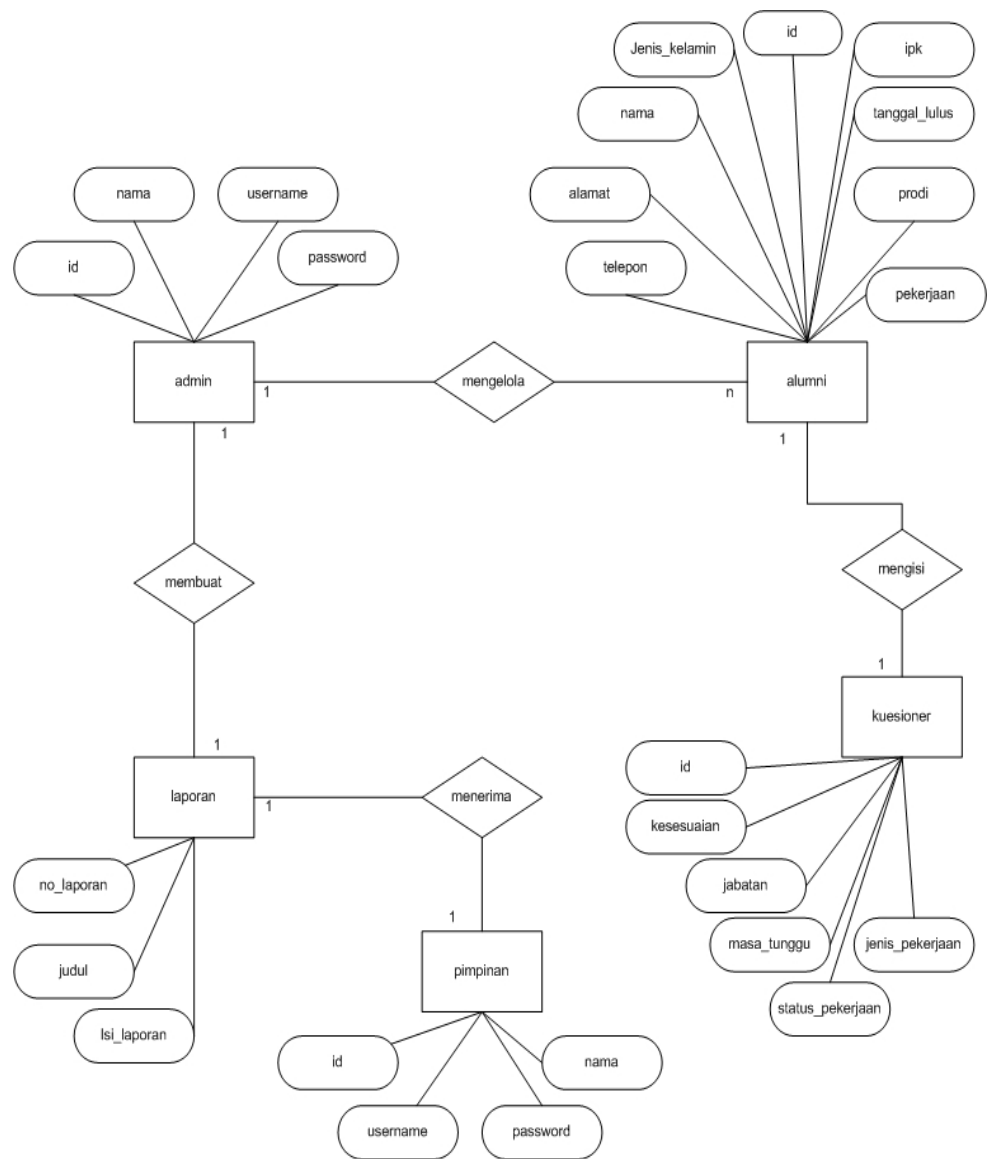 id
Jenis_kelamin
ipk
nama
tanggal_lulus
nama
username
alamat
prodi
id
password
telepon
pekerjaan
admin
1
mengelola
n
alumni
1
1
membuat
mengisi
1
1
kuesioner
laporan
1
menerima
id
kesesuaian
no_laporan
jabatan
1
masa_tunggu
jenis_pekerjaan
judul
pimpinan
status_pekerjaan
Isi_laporan
id
nama
username
password